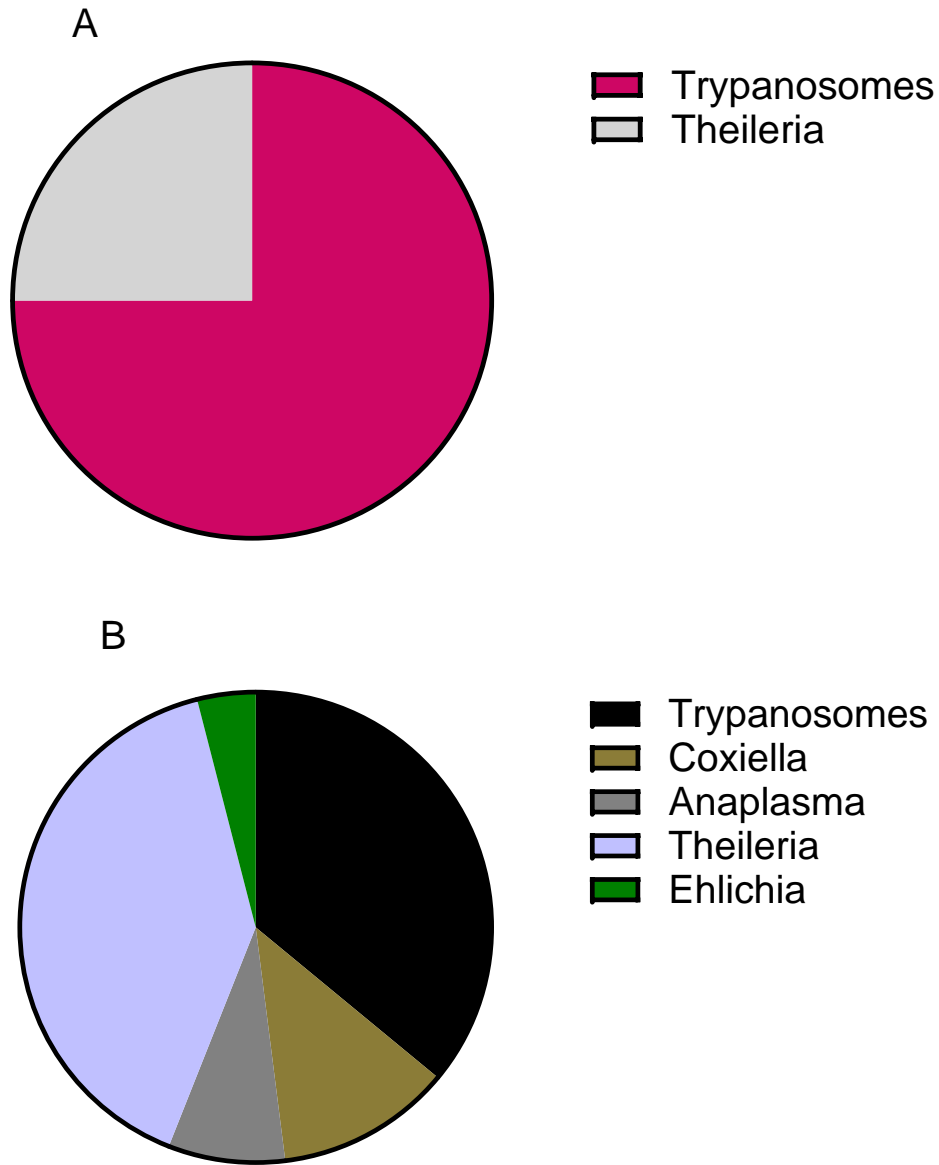 A
Trypanosomes
Theileria
B
Trypanosomes
Coxiella
Anaplasma
Theileria
Ehlichia